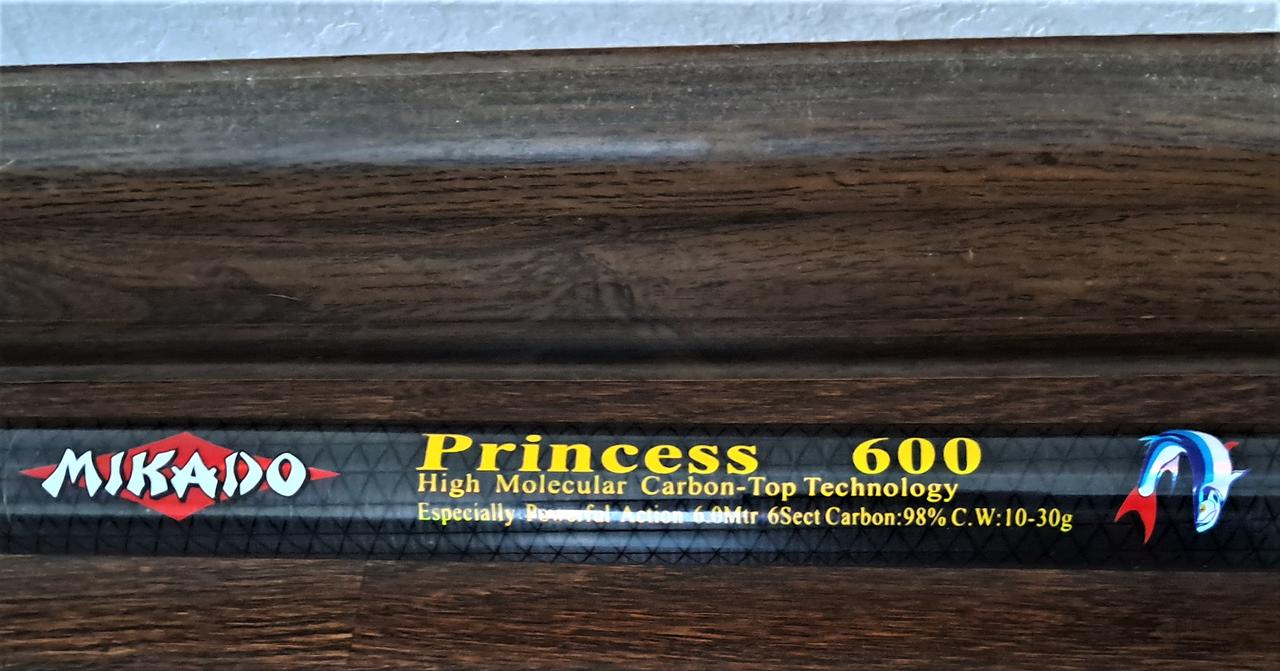 MIKADO
Princess 600
High Molecular Carbon-Top Technology
Especially Powerful Action 6.0Mtr 6Sect Carbon:98% C.W:10-30g